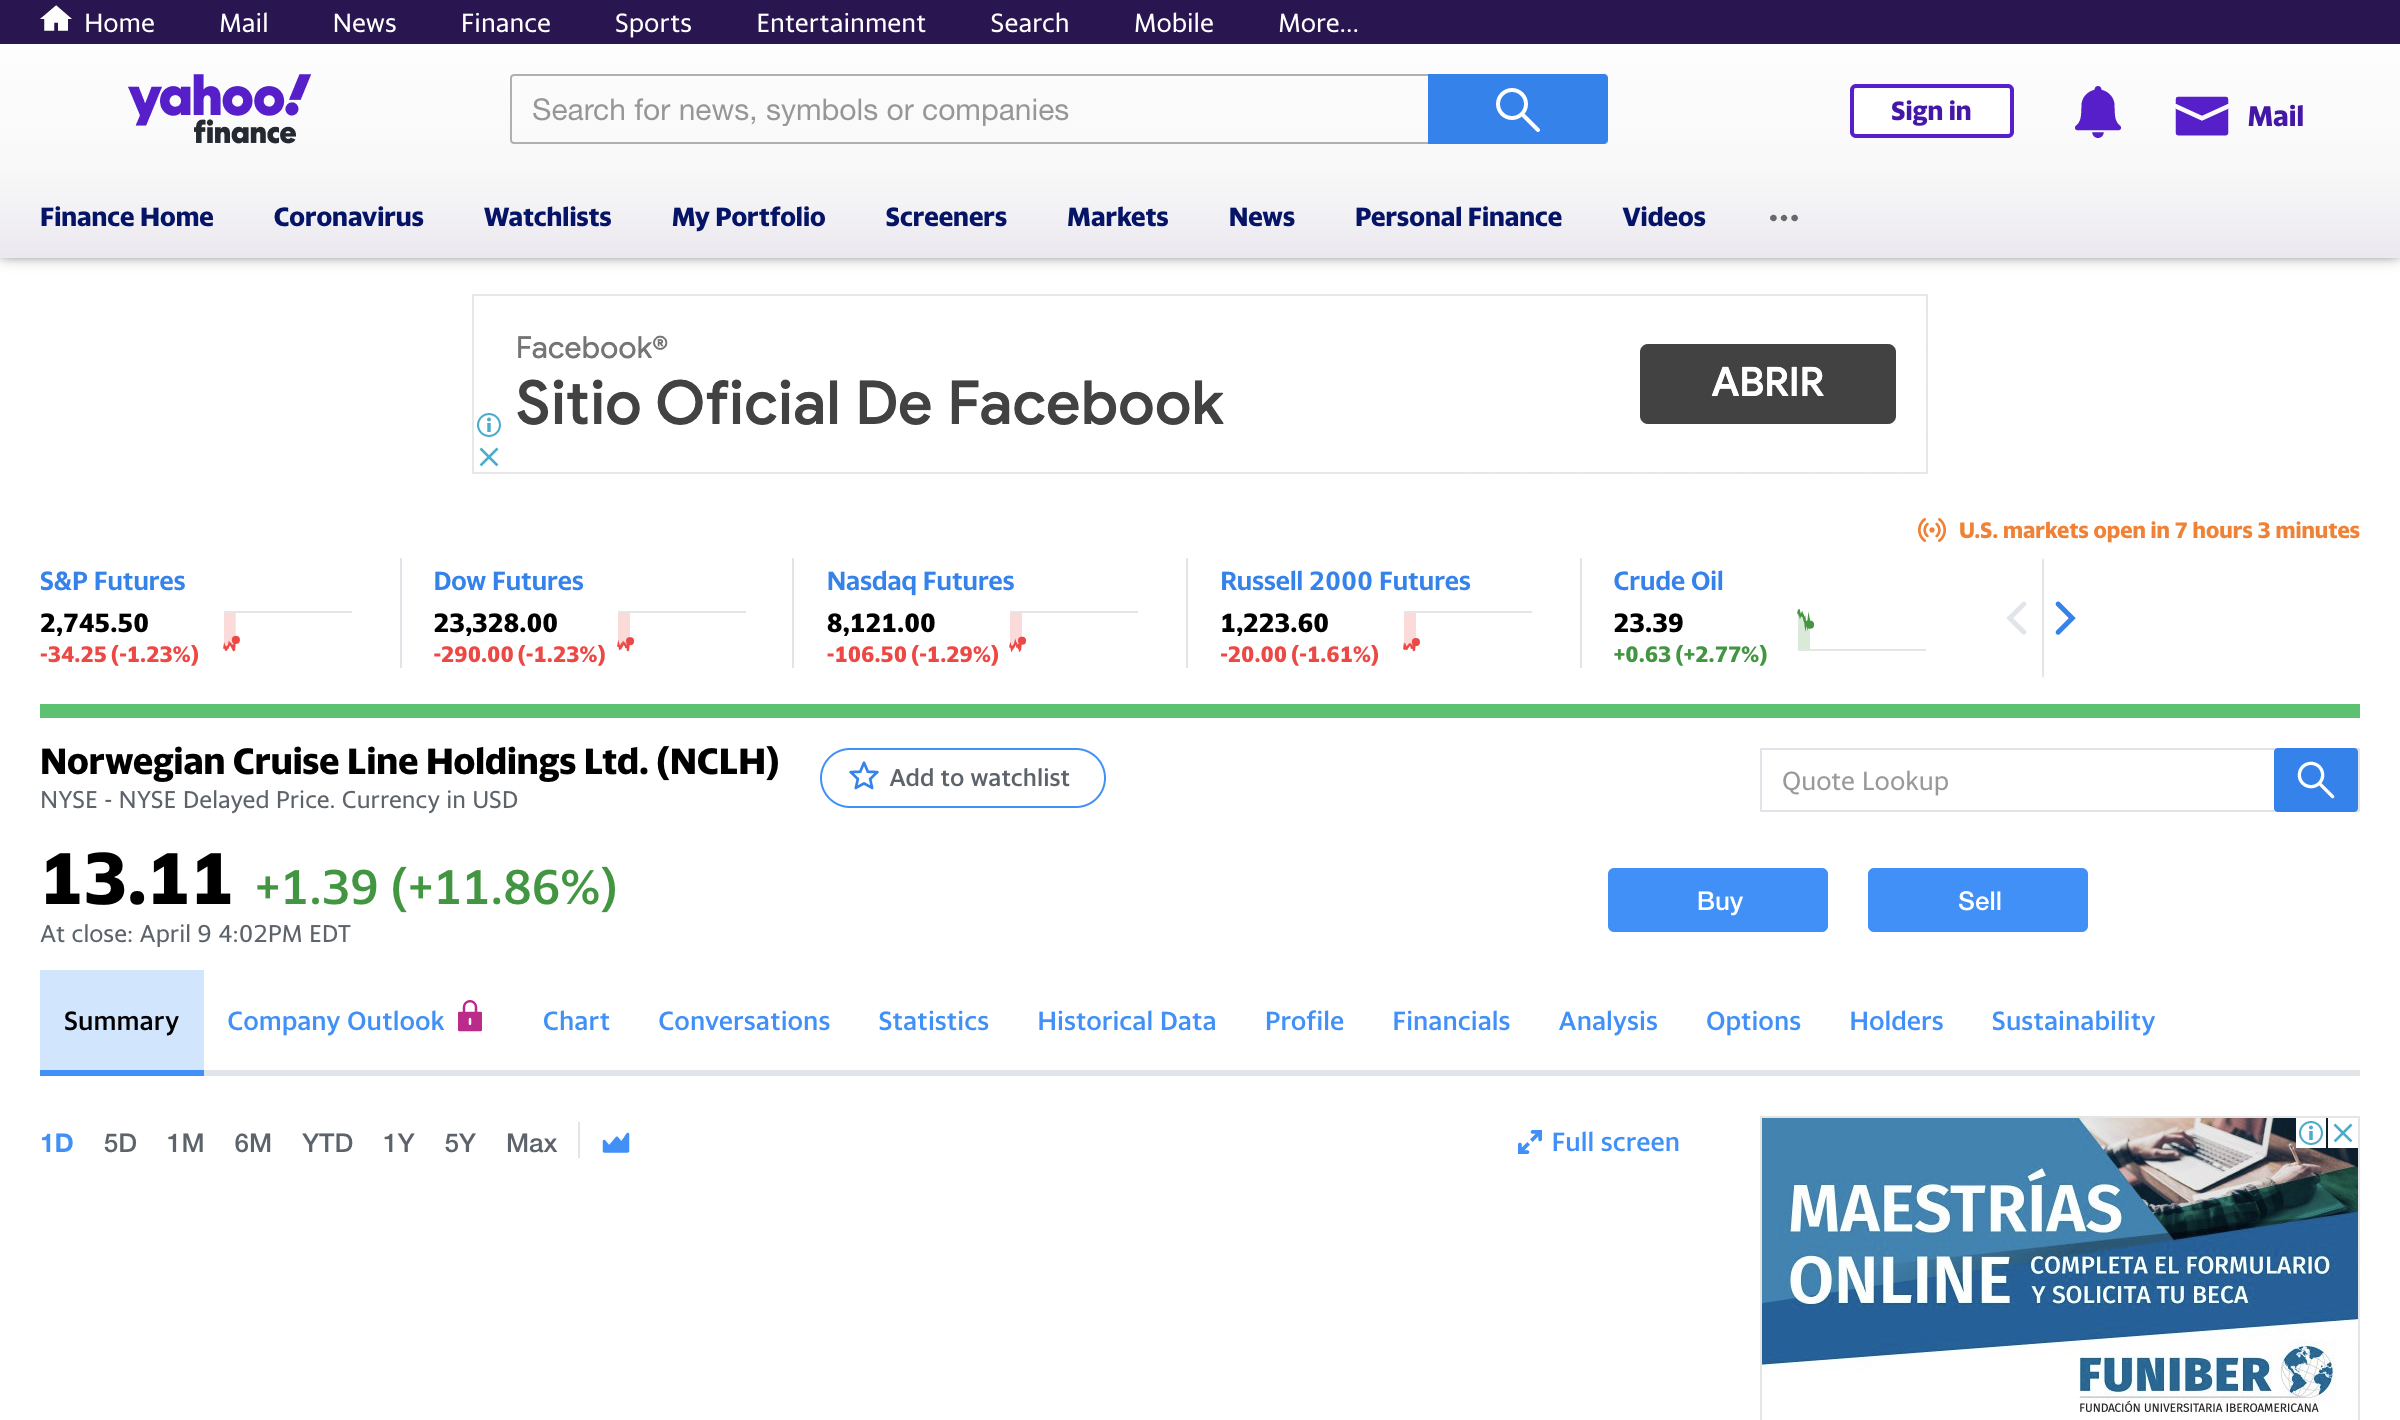 Home Mail News Finance Sports Entertainment Search Mobile More...
yahoo!
finance
Search for news, symbols or companies
Sign in
Mail
Finance Home Coronavirus Watchlists My Portfolio Screeners Markets News Personal Finance Videos ...
Facebook®
Sitio Oficial De Facebook
ABRIR
U.S. markets open in 7 hours 3 minutes
S&P Futures
2,745.50
-34.25 (-1.23%)
Dow Futures
23,328.00
-290.00 (-1.23%)
Nasdaq Futures
8,121.00
-106.50 (-1.29%)
Russell 2000 Futures
1,223.60
-20.00 (-1.61%)
Crude Oil
23.39
+0.63 (+2.77%)
Norwegian Cruise Line Holdings Ltd. (NCLH)
NYSE - NYSE Delayed Price. Currency in USD
Add to watchlist
Quote Lookup
13.11 +1.39 (+11.86%)
At close: April 9 4:02PM EDT
Buy
Sell
Summary Company Outlook Chart Conversations Statistics Historical Data Profile Financials Analysis Options Holders Sustainability
1D 5D 1M 6M YTD 1Y 5Y Max
Full screen
MAESTRÍAS
ONLINE
COMPLETA EL FORMULARIO
Y SOLICITA TU BECA
FUNIBER
FUNDACIÓN UNIVERSITARIA IBEROAMERICANA